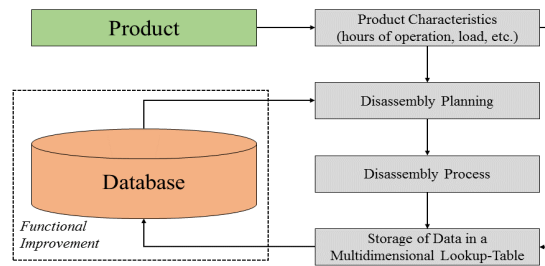 Product
Product Characteristics
(hours of operation, load, etc.)
Disassembly Planning
Database
Disassembly Process
Functional
Improvement
Storage of Data in a
Multidimensional Lookup-Table